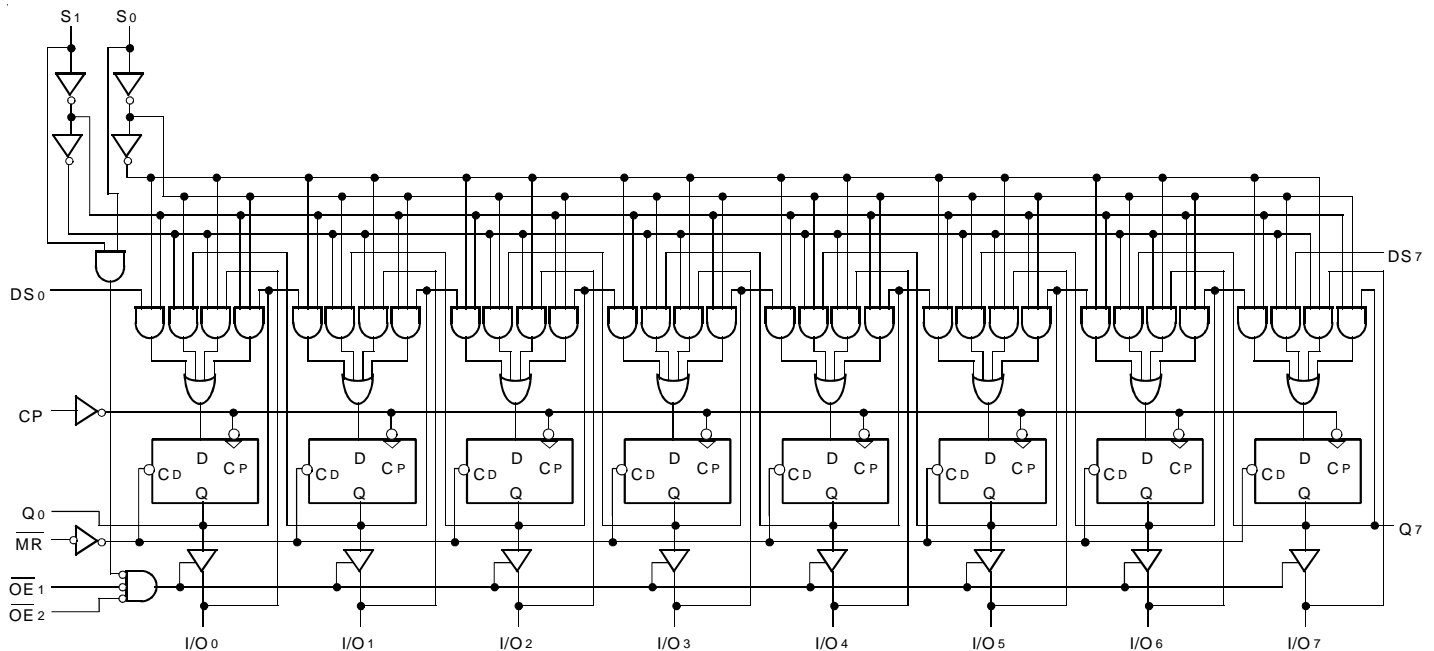 S1 S0
DS7
DS0
CP
D CP D CP D CP D CP D CP D CP D CP D CP
CD CD CD CD CD CD CD CD
Q Q Q Q Q Q Q Q
Q0
Q7
MR
OE1
OE2
I/O0 I/O1 I/O2 I/O3 I/O4 I/O5 I/O6 I/O7